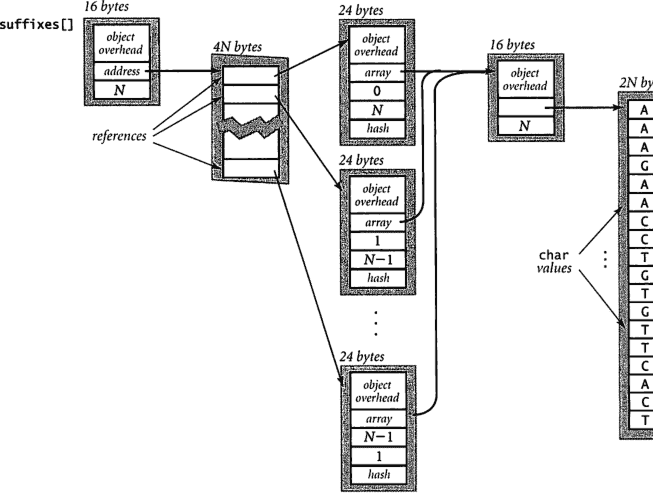 suffixes[]
16 bytes
object
overhead
address
N
4N bytes
references
24 bytes
object
overhead
array
0
N
hash
24 bytes
object
overhead
array
1
N−1
hash
24 bytes
object
overhead
array
N−1
1
hash
16 bytes
object
overhead
N
2N by
A
A
A
G
A
A
C
C
T
G
T
G
T
T
C
A
C
T
char
values